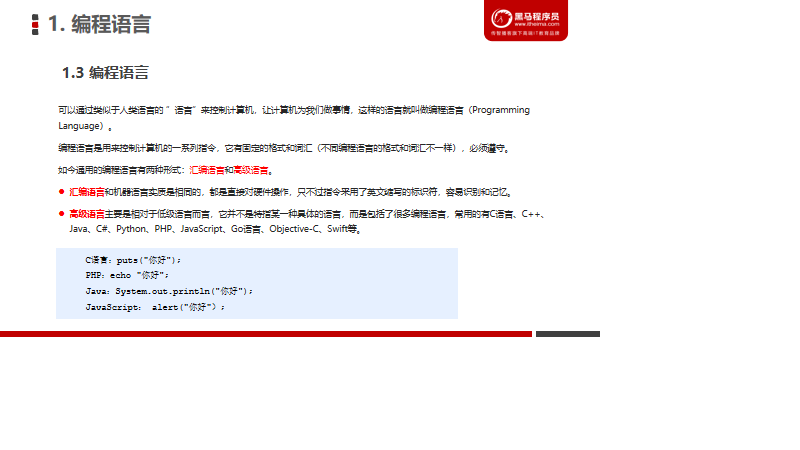 1. 编程语言
黑马程序员
www.itheima.com
传智播客旗下高端IT教育品牌
1.3 编程语言
可以通过类似于人类语言的 ”语言”来控制计算机，让计算机为我们做事情，这样的语言就叫做编程语言（Programming
Language）。
编程语言是用来控制计算机的一系列指令，它有固定的格式和词汇（不同编程语言的格式和词汇不一样），必须遵守。
如今通用的编程语言有两种形式：汇编语言和高级语言。
汇编语言和机器语言实质是相同的，都是直接对硬件操作，只不过指令采用了英文缩写的标识符，容易识别和记忆。
高级语言主要是相对于低级语言而言，它并不是特指某一种具体的语言，而是包括了很多编程语言，常用的有C语言、C++、
Java、C#、Python、PHP、JavaScript、Go语言、Objective-C、Swift等。
C语言：puts("你好");
PHP：echo "你好";
Java：System.out.println("你好");
JavaScript： alert("你好"）;